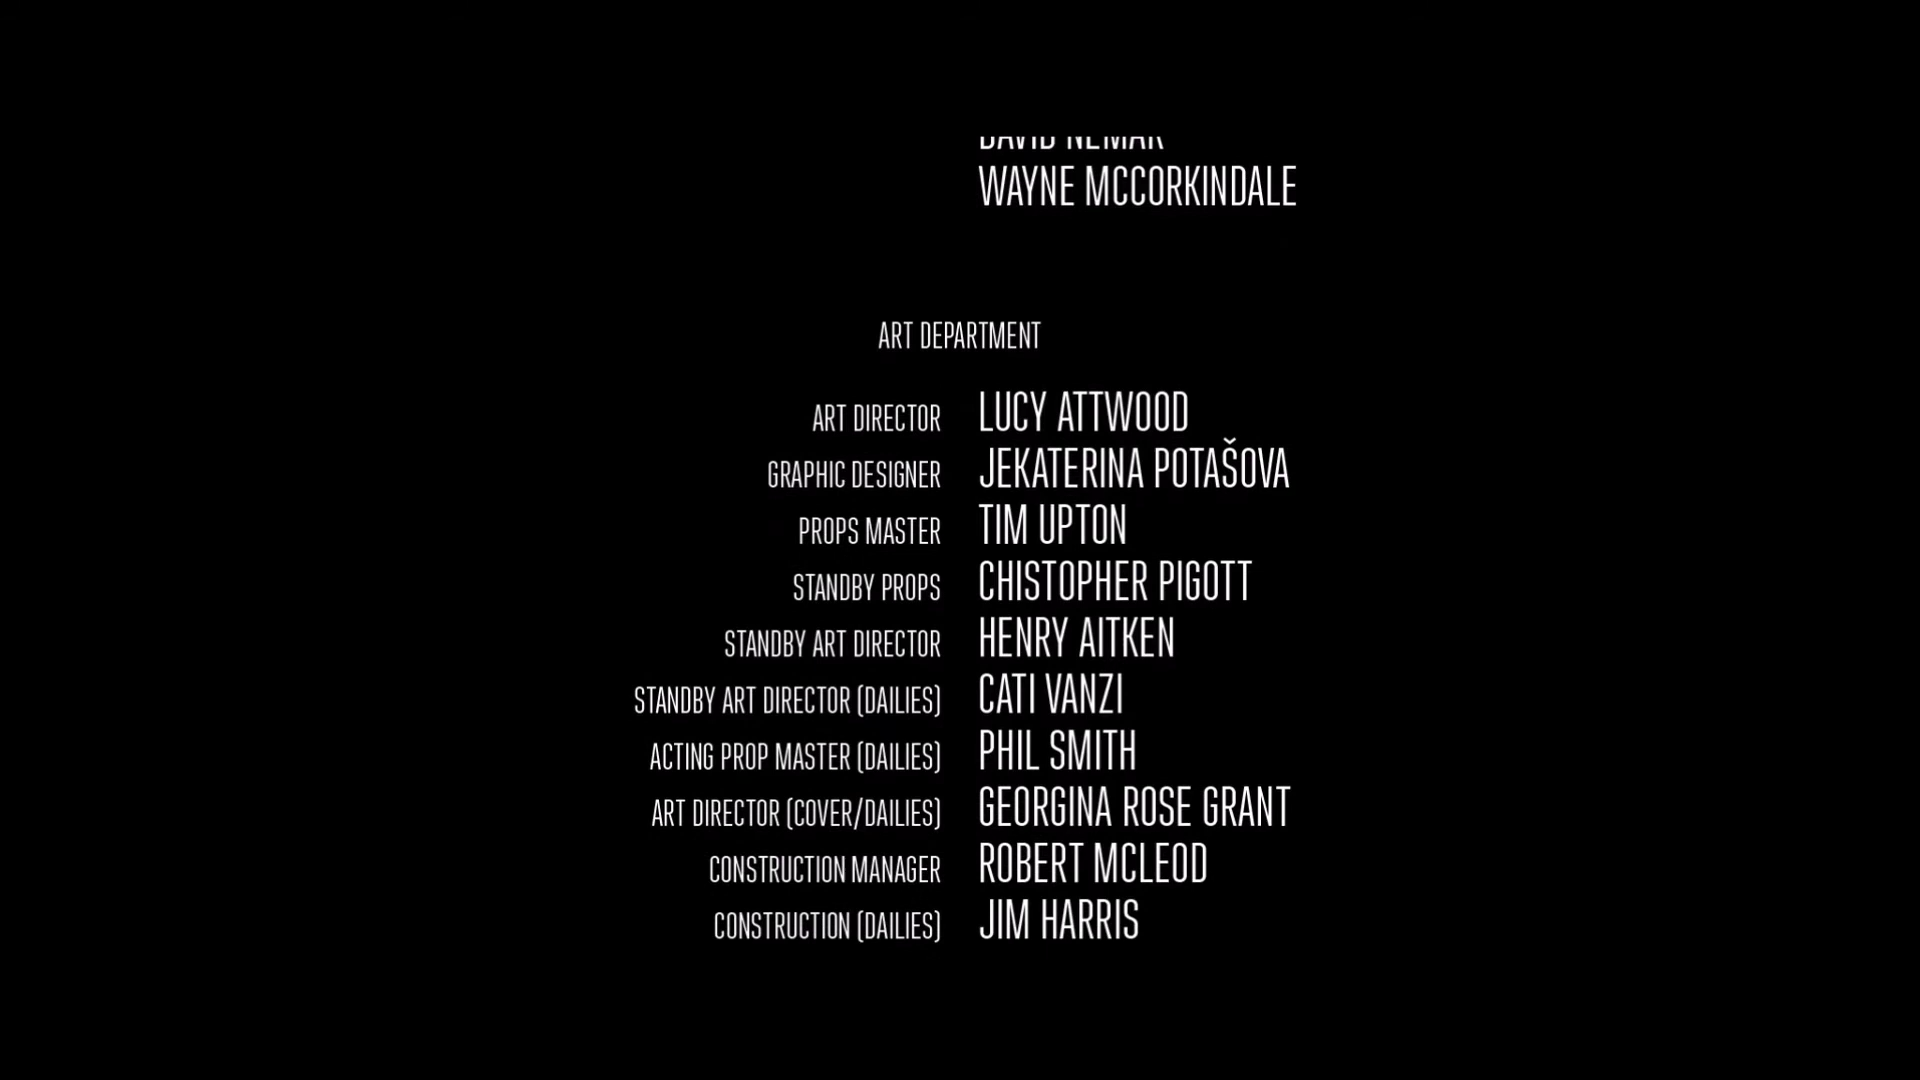 WAYNE MCCORKINDALE
ART DEPARTMENT
ART DIRECTOR LUCY ATTWOOD
GRAPHIC DESIGNER JEKATERINA POTAŠOVA
PROPS MASTER TIM UPTON
STANDBY PROPS CHISTOPHER PIGOTT
STANDBY ART DIRECTOR HENRY AITKEN
STANDBY ART DIRECTOR (DAILIES) CATI VANZI
ACTING PROP MASTER (DAILIES) PHIL SMITH
ART DIRECTOR (COVER/DAILIES) GEORGINA ROSE GRANT
CONSTRUCTION MANAGER ROBERT MCLEOD
CONSTRUCTION (DAILIES) JIM HARRIS